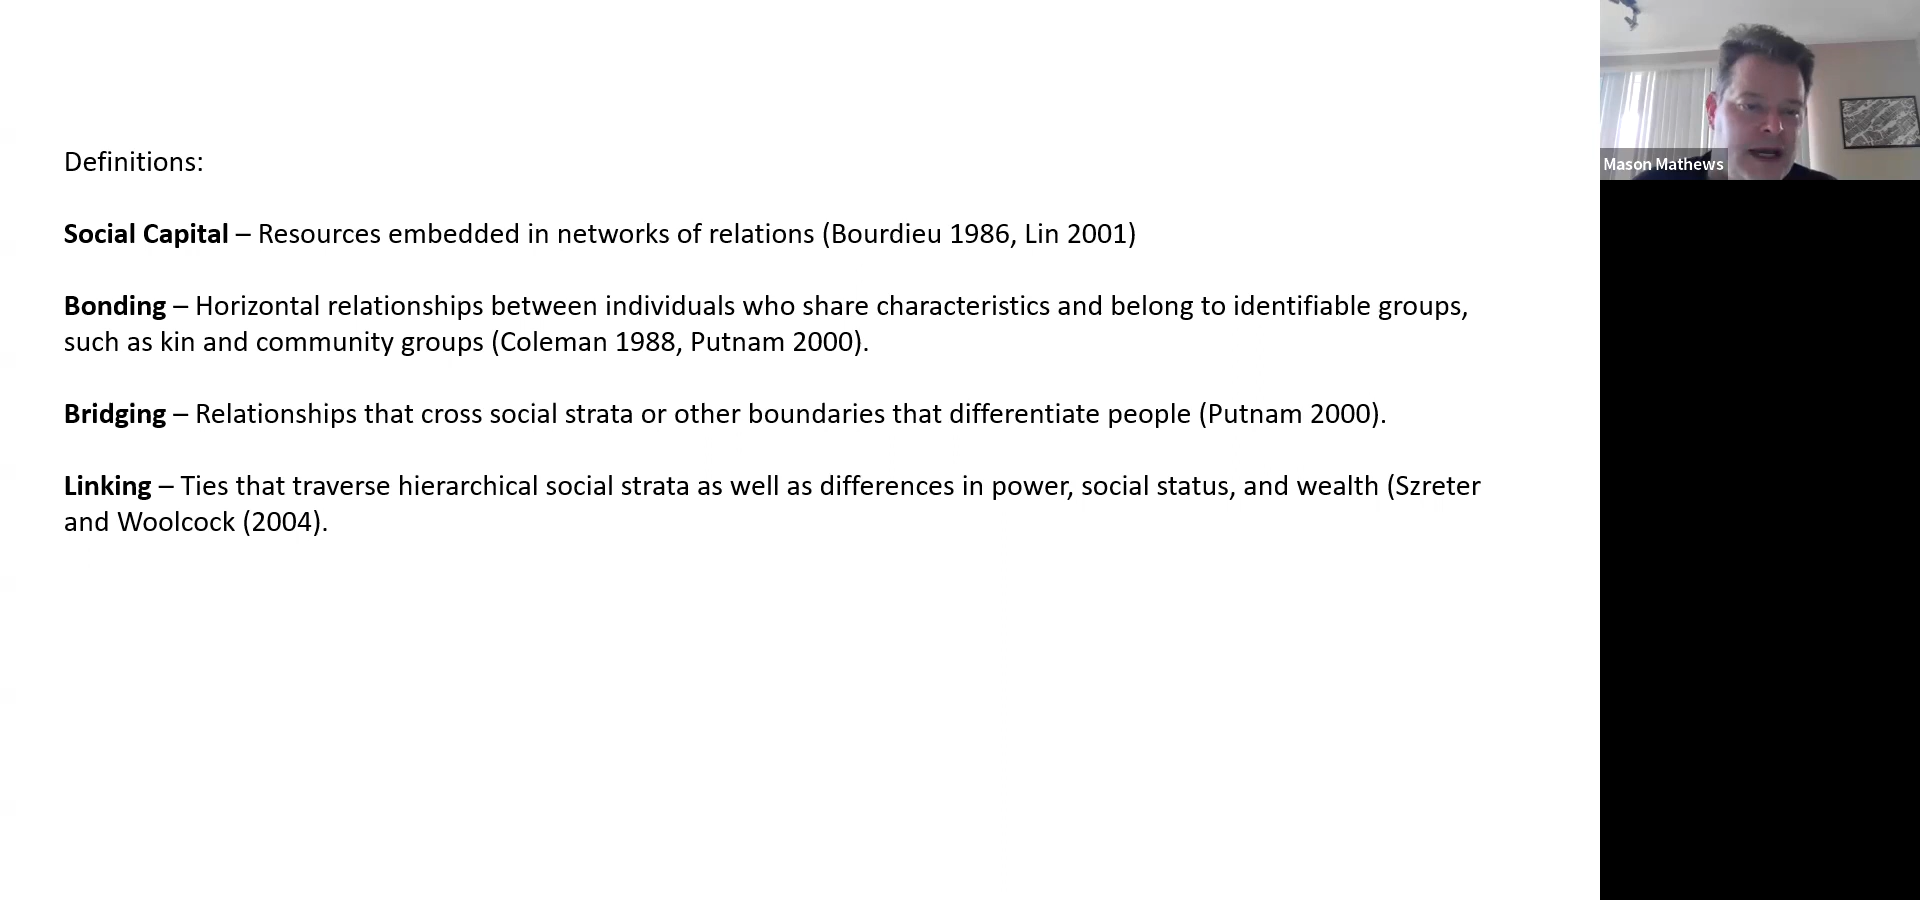 Definitions:
Social Capital – Resources embedded in networks of relations (Bourdieu 1986, Lin 2001)
Bonding – Horizontal relationships between individuals who share characteristics and belong to identifiable groups,
such as kin and community groups (Coleman 1988, Putnam 2000).
Bridging – Relationships that cross social strata or other boundaries that differentiate people (Putnam 2000).
Linking – Ties that traverse hierarchical social strata as well as differences in power, social status, and wealth (Szreter
and Woolcock (2004).
Mason Mathews